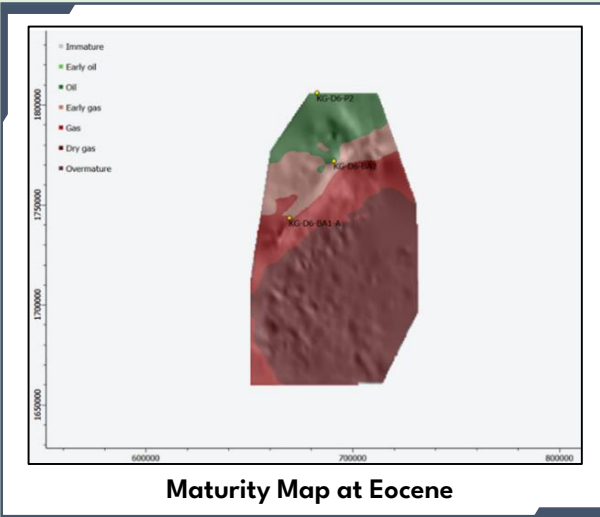 Immature
Early oil
Oil
Early gas
Gas
Dry gas
Overmature
KG-D6-P2
KG-D6-BA1-A
1800000
1750000
1700000
1650000
600000
700000
800000
Maturity Map at Eocene